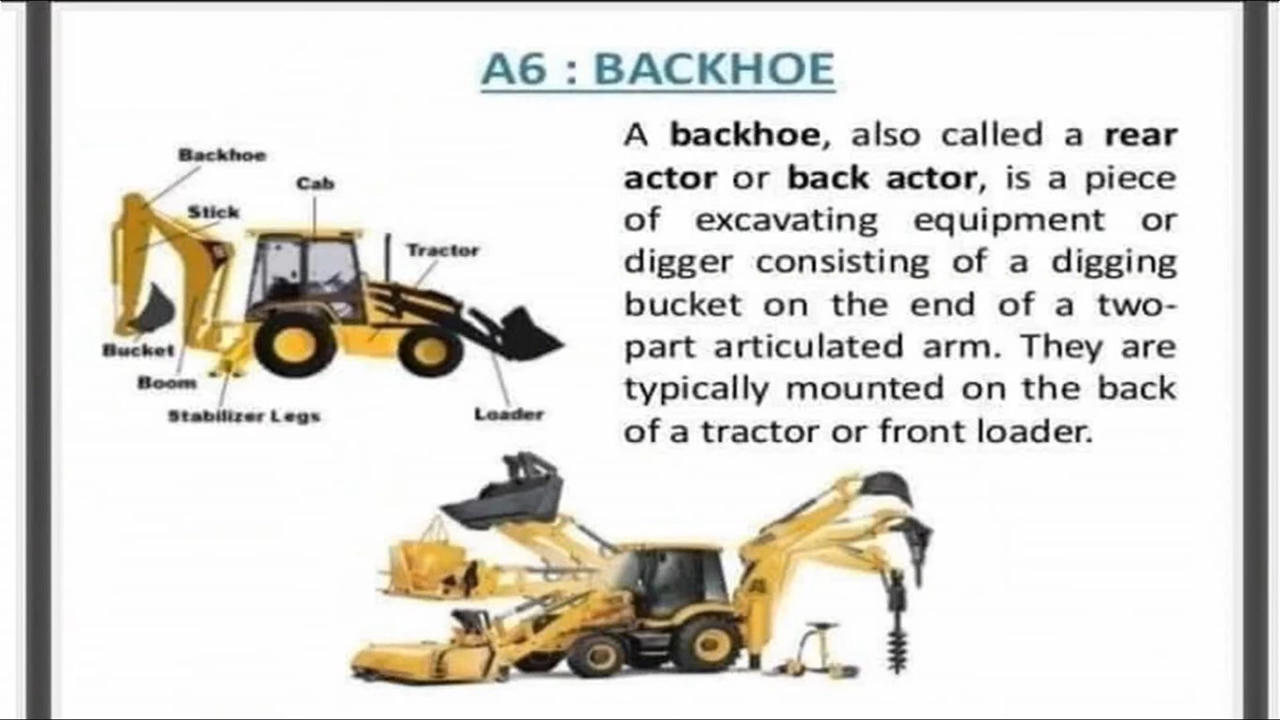 A6 : BACKHOE
A backhoe, also called a rear
actor or back actor, is a piece
of excavating equipment or
digger consisting of a digging
bucket on the end of a two-
part articulated arm. They are
typically mounted on the back
of a tractor or front loader.
Backhoe
Cab
Stick
Tractor
Bucket
Boom
Stabilizer Legs
Loader